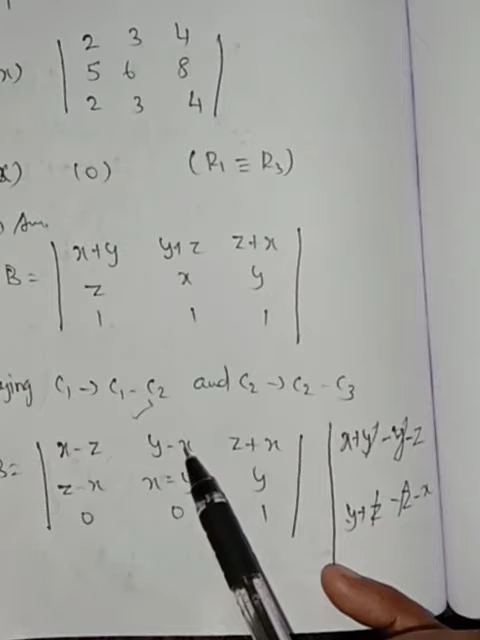 x) | 2 3 4 |
| 5 6 8 |
| 2 3 4 |
x) (0) (R₁ ≡ R₃)
Ans.
B = | x+y y+z z+x |
| z x y |
| 1 1 1 |
ying C₁→C₁-C₂ and C₂→C₂-C₃
B= | x-z y-x z+x | | x+y-y-z
| z-x x= y |
| 0 0 1 | y+z-z-x